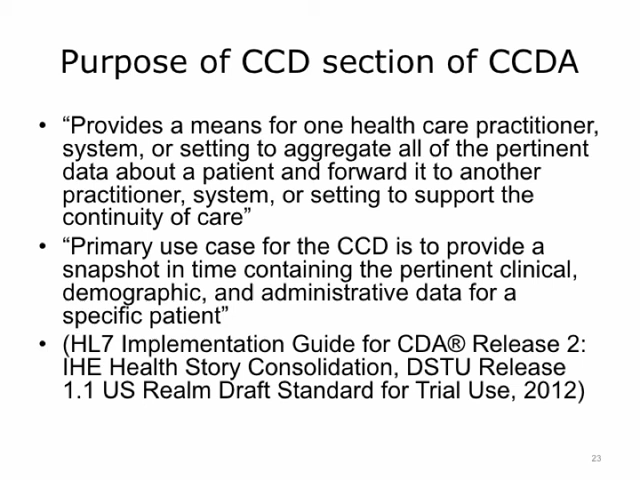 Purpose of CCD section of CCDA
• “Provides a means for one health care practitioner,
system, or setting to aggregate all of the pertinent
data about a patient and forward it to another
practitioner, system, or setting to support the
continuity of care”
• “Primary use case for the CCD is to provide a
snapshot in time containing the pertinent clinical,
demographic, and administrative data for a
specific patient”
• (HL7 Implementation Guide for CDA® Release 2:
IHE Health Story Consolidation, DSTU Release
1.1 US Realm Draft Standard for Trial Use, 2012)
23